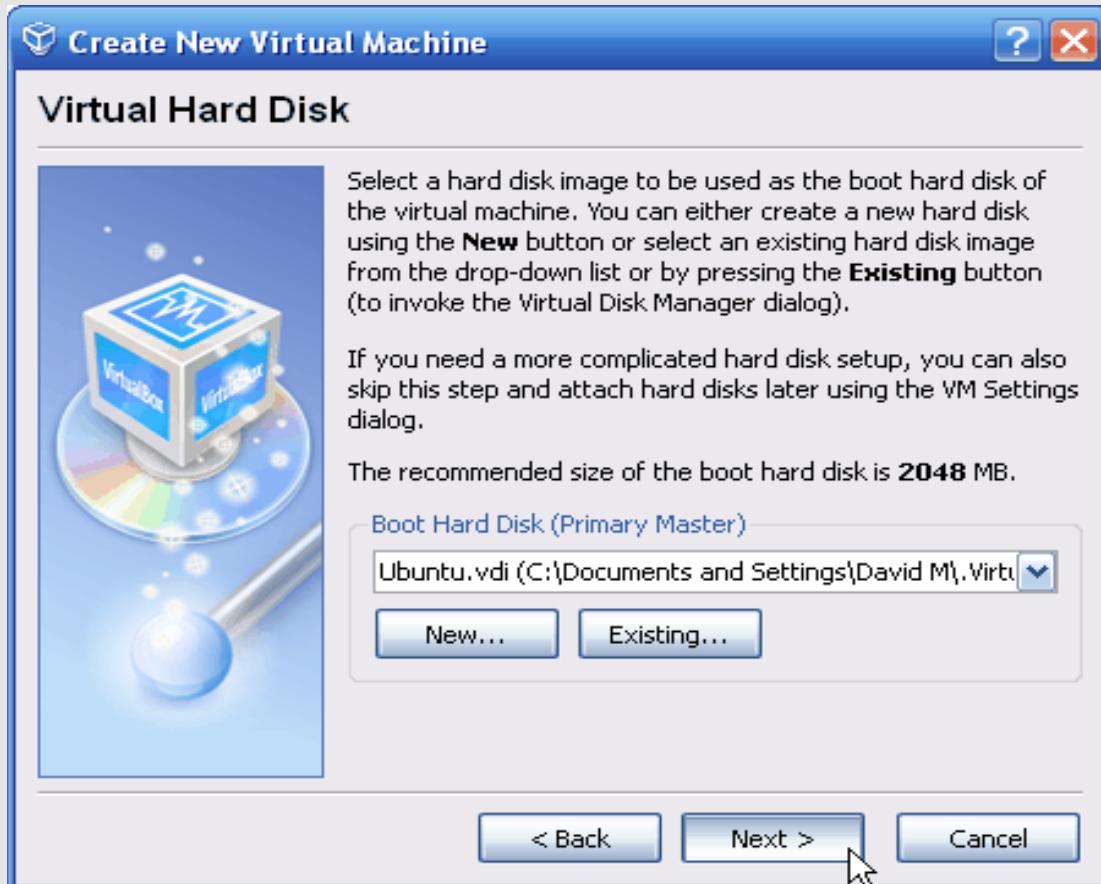 Create New Virtual Machine
Virtual Hard Disk
Select a hard disk image to be used as the boot hard disk of
the virtual machine. You can either create a new hard disk
using the New button or select an existing hard disk image
from the drop-down list or by pressing the Existing button
(to invoke the Virtual Disk Manager dialog).
If you need a more complicated hard disk setup, you can also
skip this step and attach hard disks later using the VM Settings
dialog.
The recommended size of the boot hard disk is 2048 MB.
VirtualBox
VirtualBox
Boot Hard Disk (Primary Master)
Ubuntu.vdi (C:\Documents and Settings\David M\.Virtu
New...
Existing...
< Back
Next >
Cancel